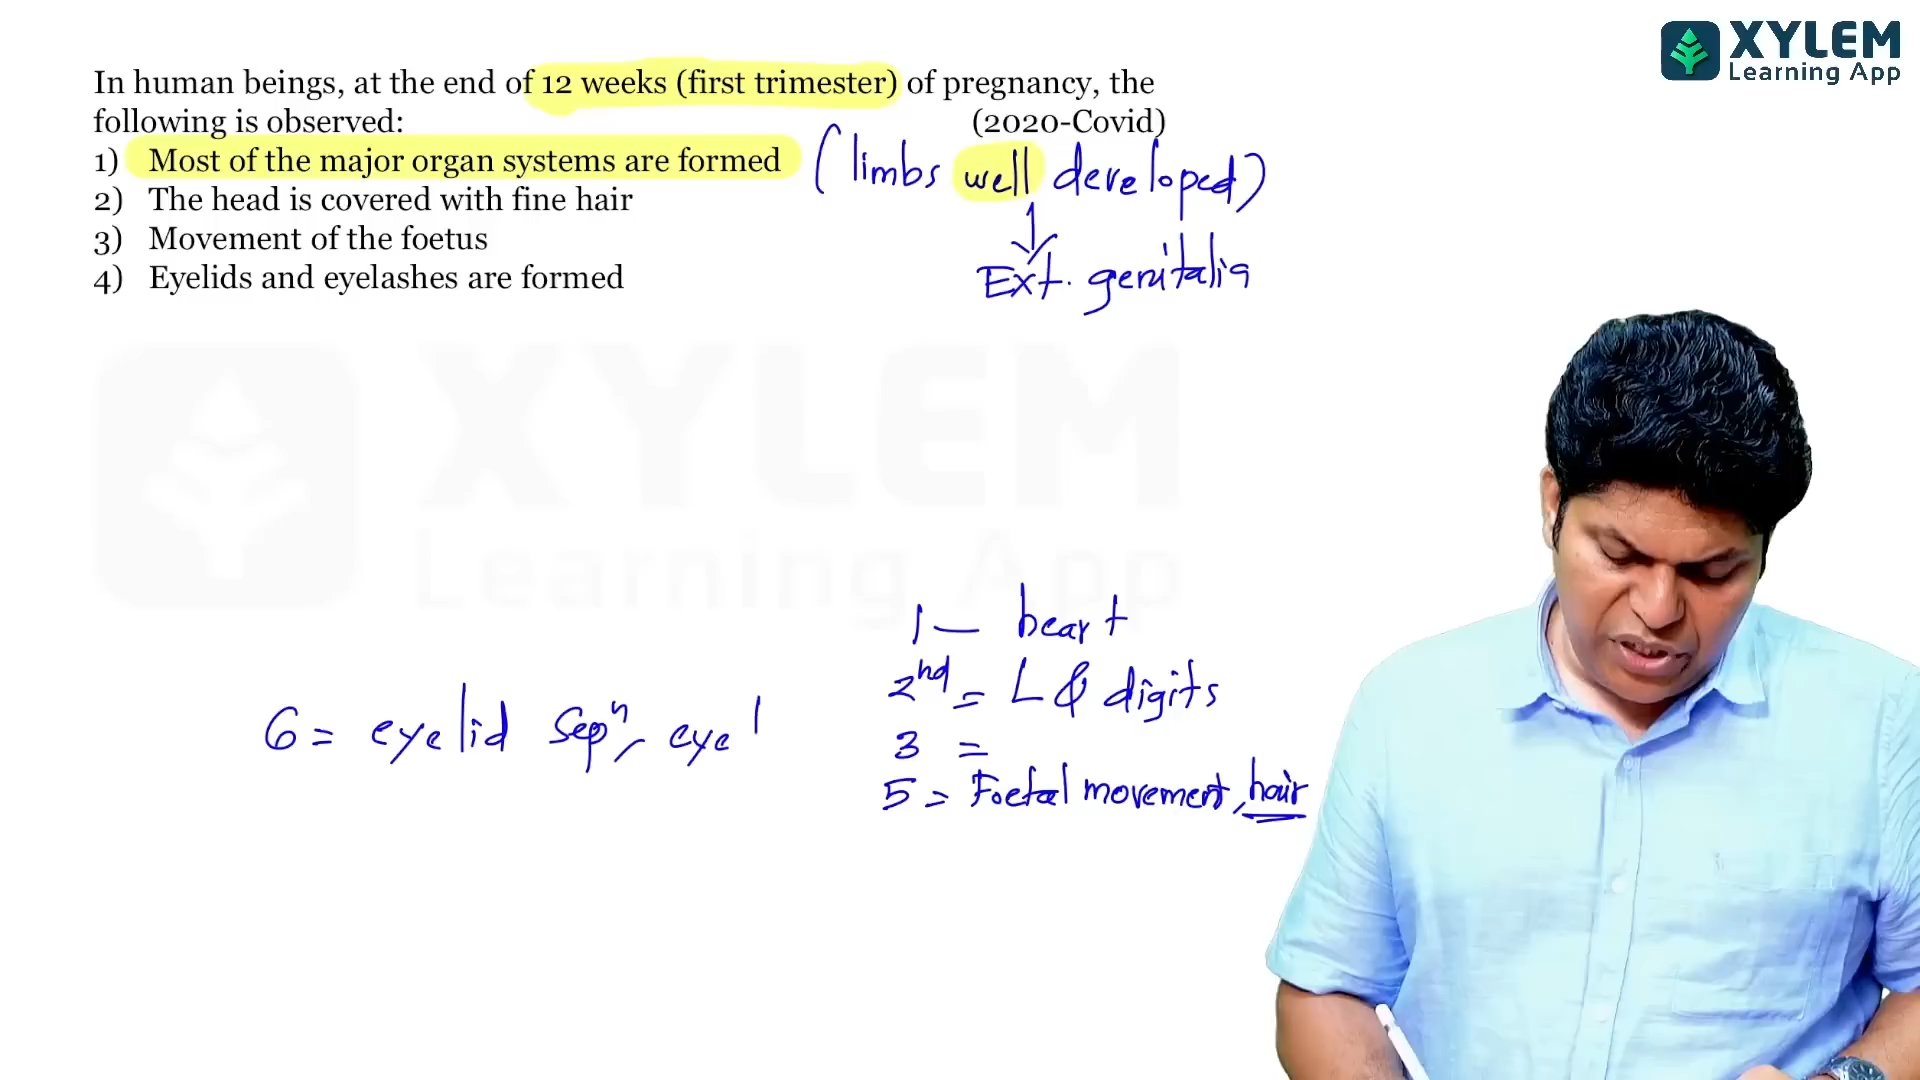 XYLEM
Learning App
In human beings, at the end of 12 weeks (first trimester) of pregnancy, the
following is observed: (2020-Covid)
1) Most of the major organ systems are formed (limbs well developed)
2) The head is covered with fine hair
3) Movement of the foetus Ext. genitalia
4) Eyelids and eyelashes are formed
XYLEM
Learning App
1 — heart
2nd = L & digits
6 = eyelid Sepn, eye l
3 =
5 = Foetal movement, hair